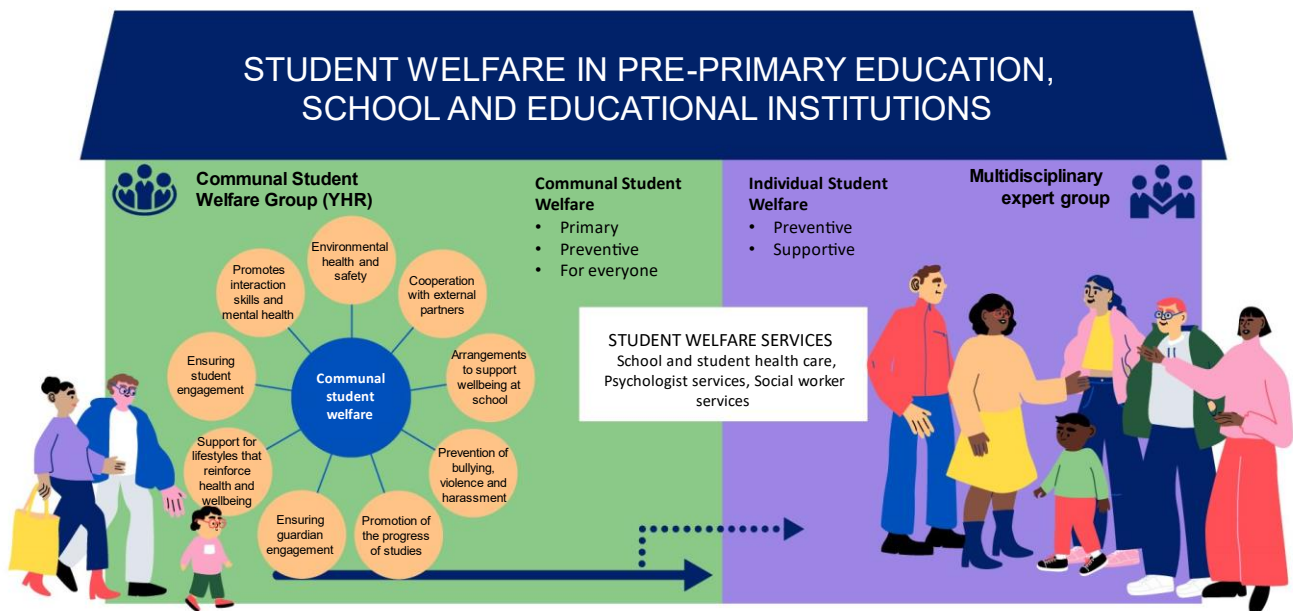 STUDENT WELFARE IN PRE-PRIMARY EDUCATION,
SCHOOL AND EDUCATIONAL INSTITUTIONS
Communal Student
Welfare Group (YHR)
Communal Student
Welfare
• Primary
• Preventive
• For everyone
Individual Student
Welfare
• Preventive
• Supportive
Multidisciplinary
expert group
Environmental
health and
safety
Promotes
interaction
skills and
mental health
Cooperation
with external
partners
Ensuring
student
engagement
Communal
student
welfare
Arrangements
to support
wellbeing at
school
Support for
lifestyles that
reinforce
health and
wellbeing
Prevention of
bullying,
violence and
harassment
Ensuring
guardian
engagement
Promotion of
the progress
of studies
STUDENT WELFARE SERVICES
School and student health care,
Psychologist services, Social worker
services